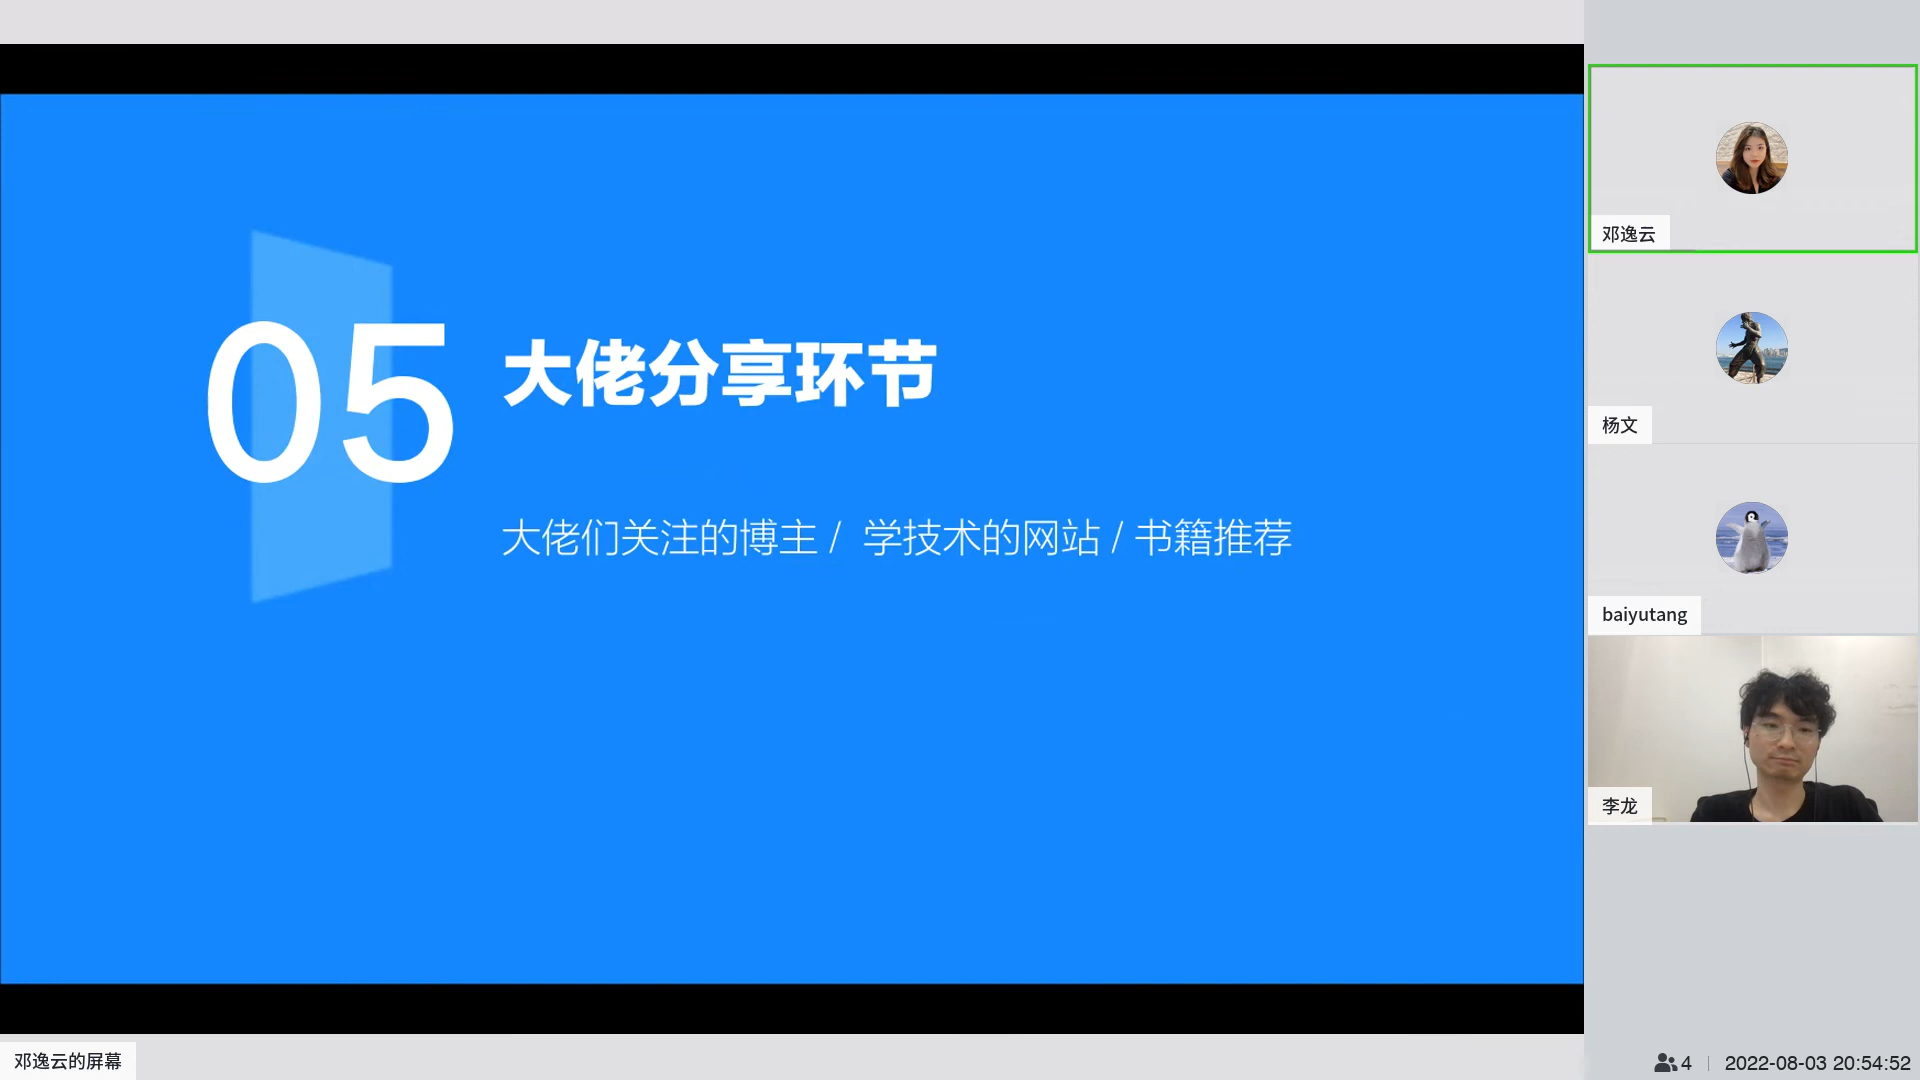 05
大佬分享环节
大佬们关注的博主 / 学技术的网站 / 书籍推荐
邓逸云
杨文
baiyutang
李龙
邓逸云的屏幕
4 2022-08-03 20:54:52